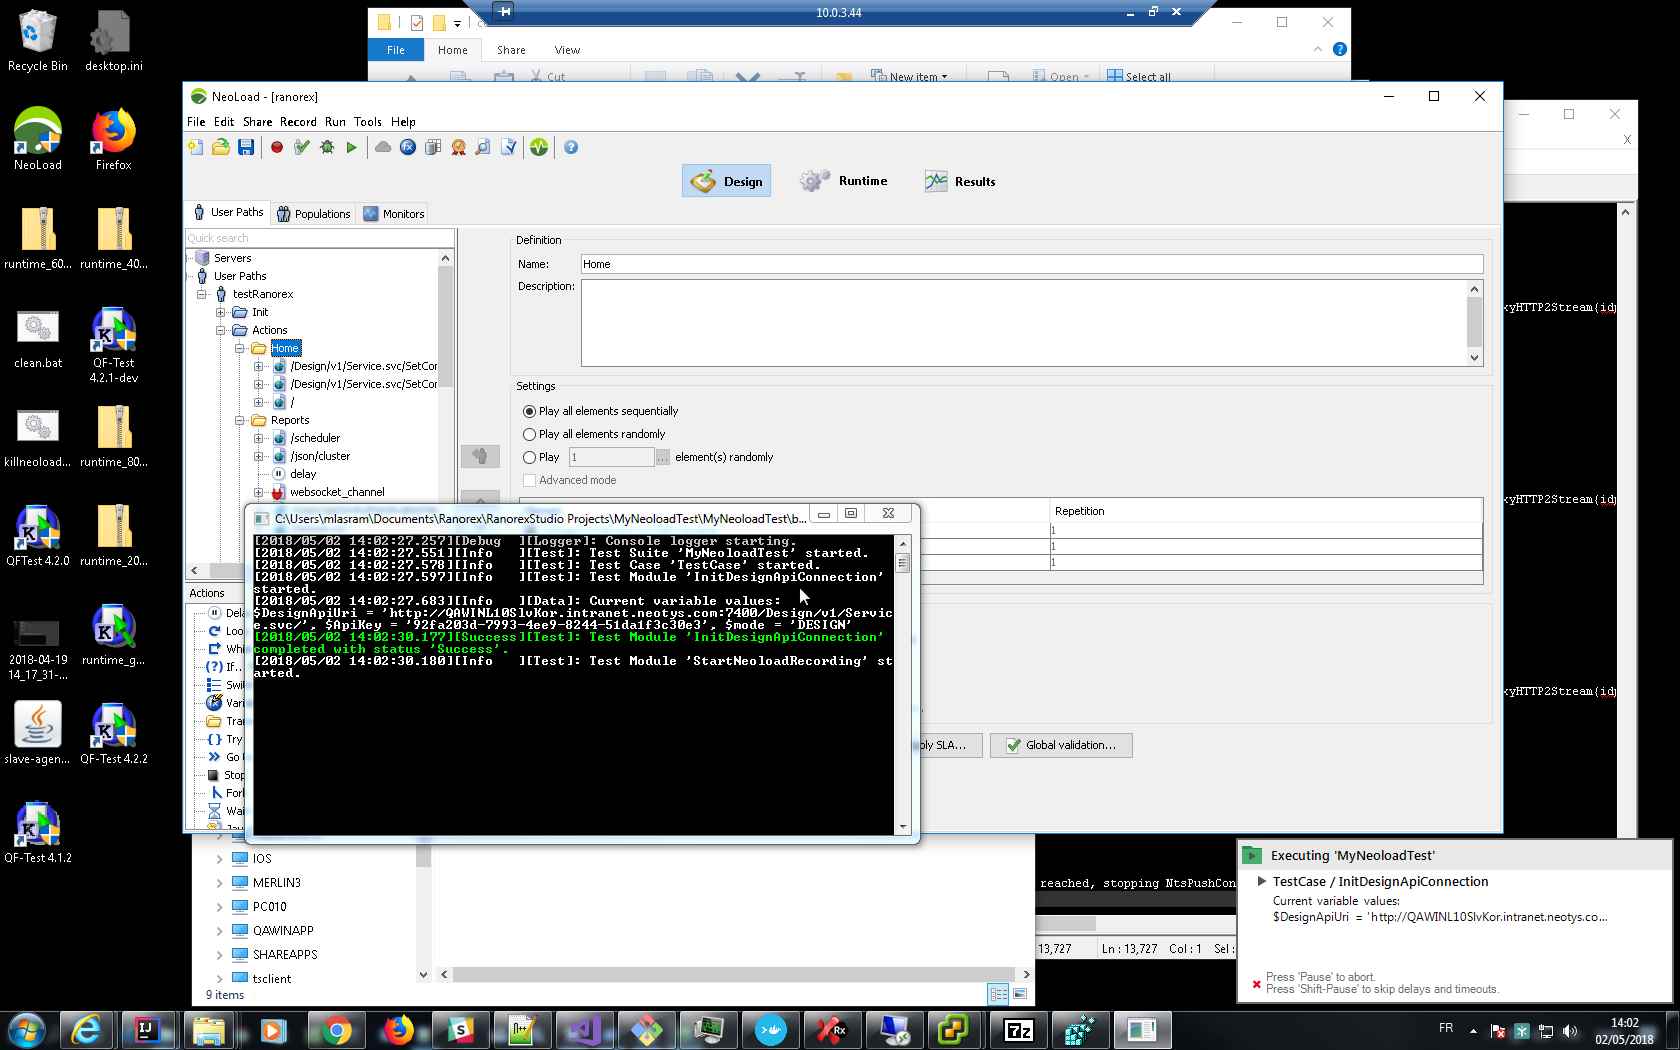 10.0.3.44
Recycle Bin
desktop.ini
NeoLoad
Firefox
runtime_60...
runtime_40...
clean.bat
QF-Test
4.2.1-dev
killneoload...
runtime_80...
QFTest 4.2.0
runtime_20...
2018-04-19
14_17_31-...
runtime_g...
slave-agen...
QF-Test 4.2.2
QF-Test 4.1.2
File
Home
Share
View
Cut
New item
Open
Select all
NeoLoad - [ranorex]
File Edit Share Record Run Tools Help
Design
Runtime
Results
User Paths
Populations
Monitors
Quick search
Servers
User Paths
testRanorex
Init
Actions
Home
/Design/v1/Service.svc/SetCor
/Design/v1/Service.svc/SetCor
/
Reports
/scheduler
/json/cluster
delay
websocket_channel
Definition
Name:
Home
Description:
Settings
Play all elements sequentially
Play all elements randomly
Play
1
...
element(s) randomly
Advanced mode
Repetition
1
1
1
Global validation...
ply SLA...
Actions
Dela
Loo
Whi
If...
Swit
Vari
Tran
Try
Go
Stop
Fork
Wai
C:\Users\mlasram\Documents\Ranorex\RanorexStudio Projects\MyNeoloadTest\MyNeoloadTest\b...
[2018/05/02 14:02:27.257][Debug ][Logger]: Console logger starting.
[2018/05/02 14:02:27.551][Info ][Test]: Test Suite 'MyNeoloadTest' started.
[2018/05/02 14:02:27.578][Info ][Test]: Test Case 'TestCase' started.
[2018/05/02 14:02:27.597][Info ][Test]: Test Module 'InitDesignApiConnection'
started.
[2018/05/02 14:02:27.683][Info ][Data]: Current variable values:
$DesignApiUri = 'http://QAWINL10SlvKor.intranet.neotys.com:7400/Design/v1/Servic
e.svc/', $ApiKey = '92fa203d-7993-4ee9-8244-51da1f3c30e3', $mode = 'DESIGN'
[2018/05/02 14:02:30.177][Success][Test]: Test Module 'InitDesignApiConnection'
completed with status 'Success'.
[2018/05/02 14:02:30.180][Info ][Test]: Test Module 'StartNeoloadRecording' st
arted.
xyHTTP2Stream{idp
xyHTTP2Stream{idp
xyHTTP2Stream{idp
IOS
MERLIN3
PC010
QAWINAPP
SHAREAPPS
tsclient
9 items
reached, stopping NtsPushCon
13,727
Ln : 13,727
Col : 1
Sel :
Executing 'MyNeoloadTest'
TestCase / InitDesignApiConnection
Current variable values:
$DesignApiUri = 'http://QAWINL10SlvKor.intranet.neotys.co...
Press 'Pause' to abort.
Press 'Shift-Pause' to skip delays and timeouts.
FR
14:02
02/05/2018